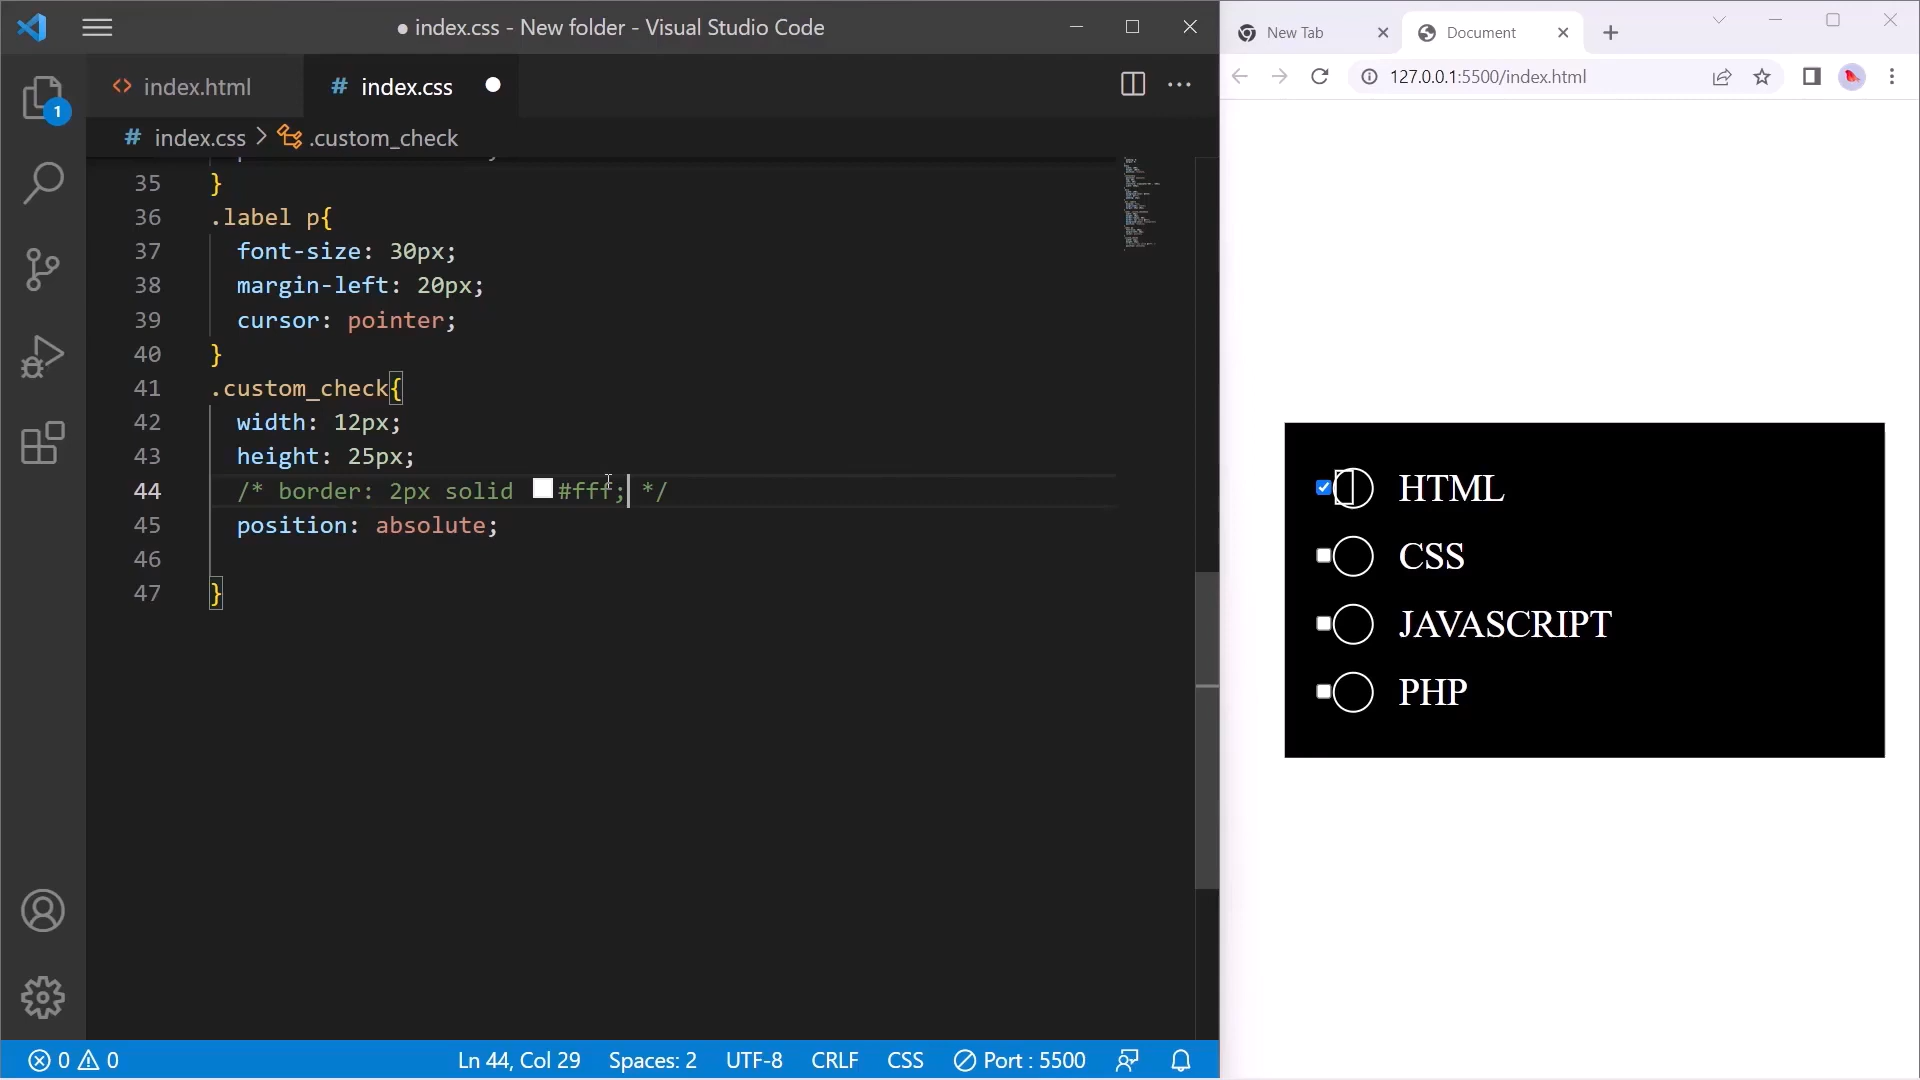 ● index.css - New folder - Visual Studio Code
<> index.html
# index.css ●
# index.css > .custom_check
35 }
36 .label p{
37 font-size: 30px;
38 margin-left: 20px;
39 cursor: pointer;
40 }
41 .custom_check{
42 width: 12px;
43 height: 25px;
44 /* border: 2px solid #fff; */
45 position: absolute;
46
47 }
1
0 0
Ln 44, Col 29
Spaces: 2
UTF-8
CRLF
CSS
Port : 5500
New Tab
Document
127.0.0.1:5500/index.html
HTML
CSS
JAVASCRIPT
PHP